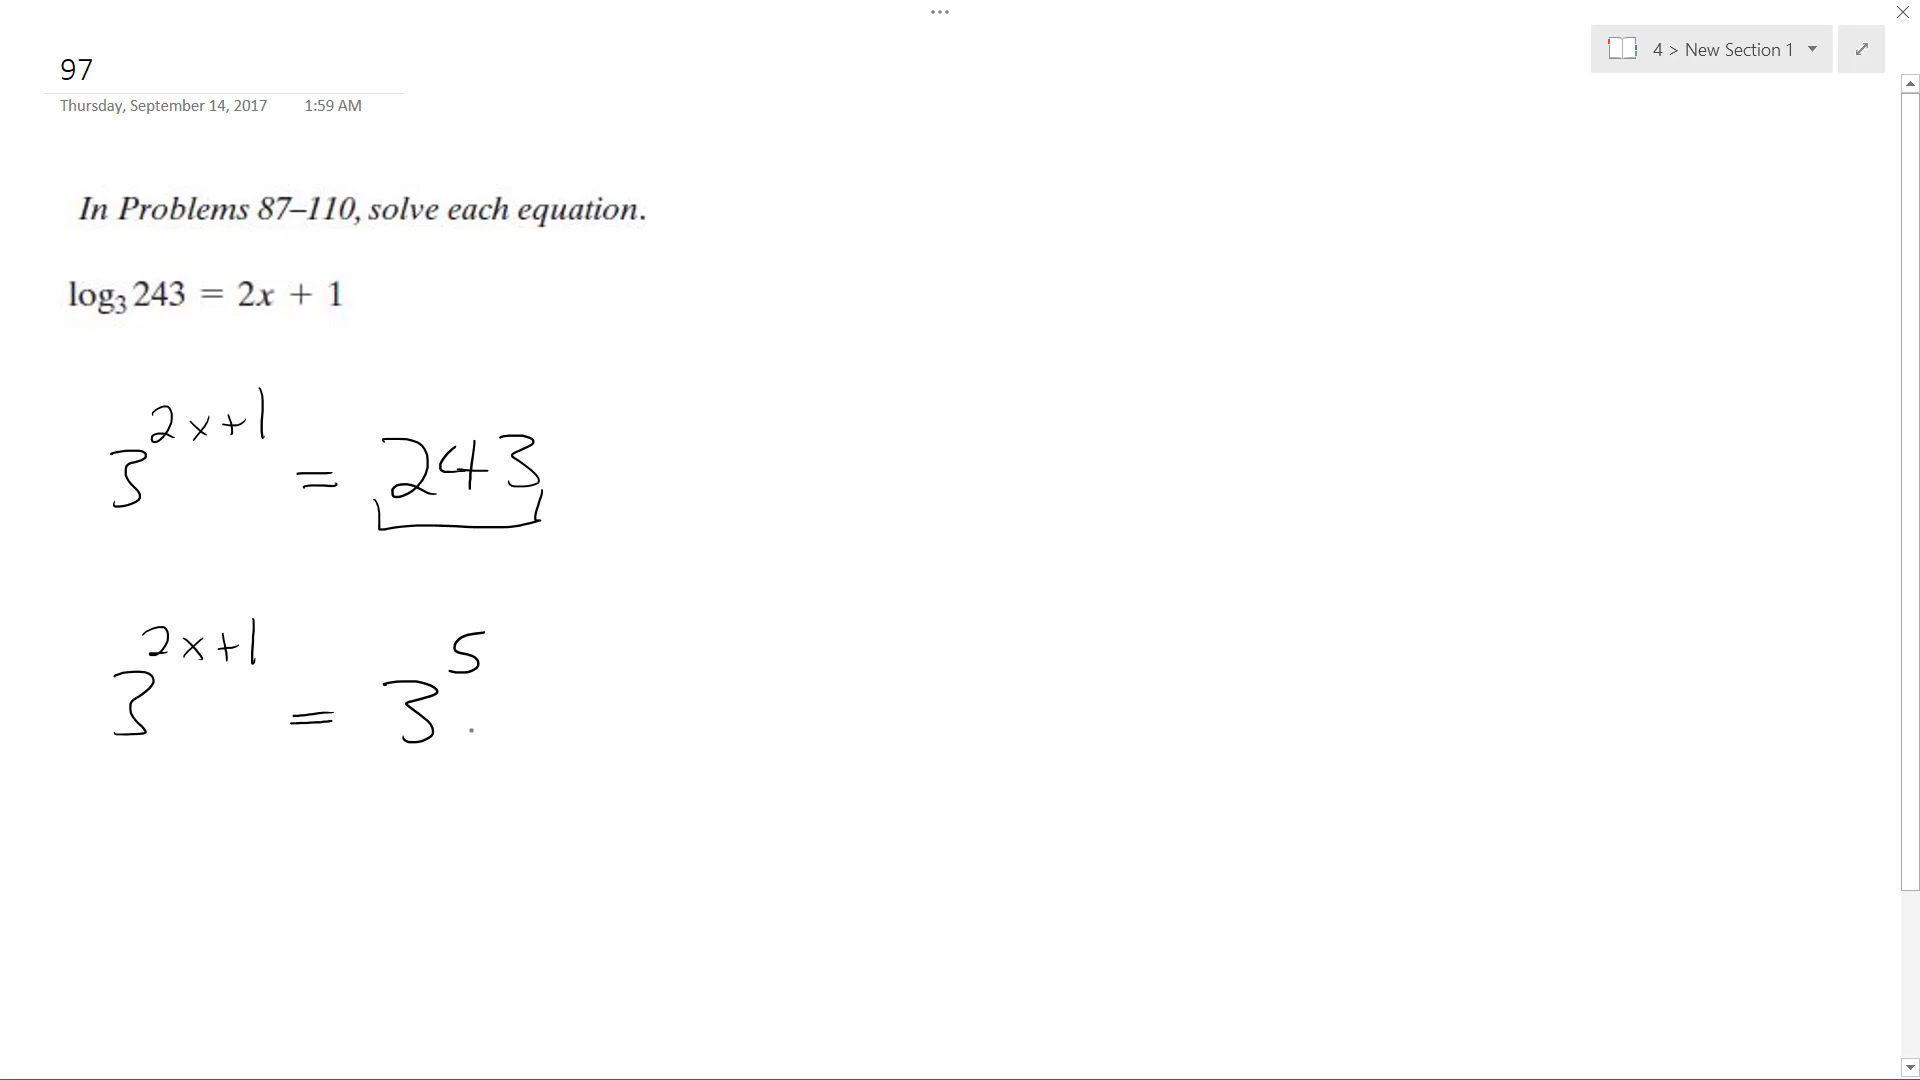 ...
4 > New Section 1
97
Thursday, September 14, 2017 1:59 AM
In Problems 87–110, solve each equation.
log₃ 243 = 2x + 1
3^(2x+1) = 243
3^(2x+1) = 3^5